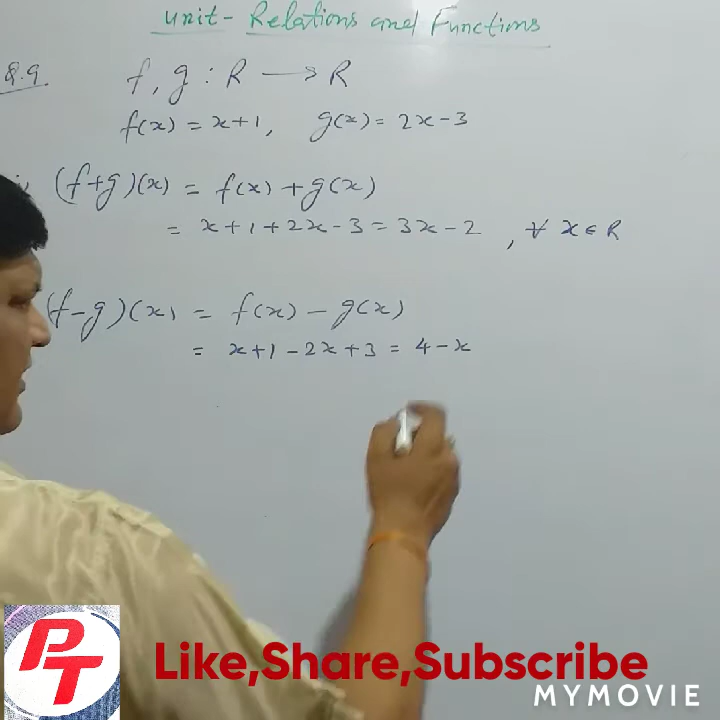 Unit - Relations and Functions
Q.9. f, g : R → R
f(x) = x+1, g(x) = 2x-3
(f+g)(x) = f(x) + g(x)
= x+1+2x-3 = 3x-2 , ∀ x ∈ R
(f-g)(x) = f(x) - g(x)
= x+1-2x+3 = 4-x
PT
Like,Share,Subscribe
MYMOVIE